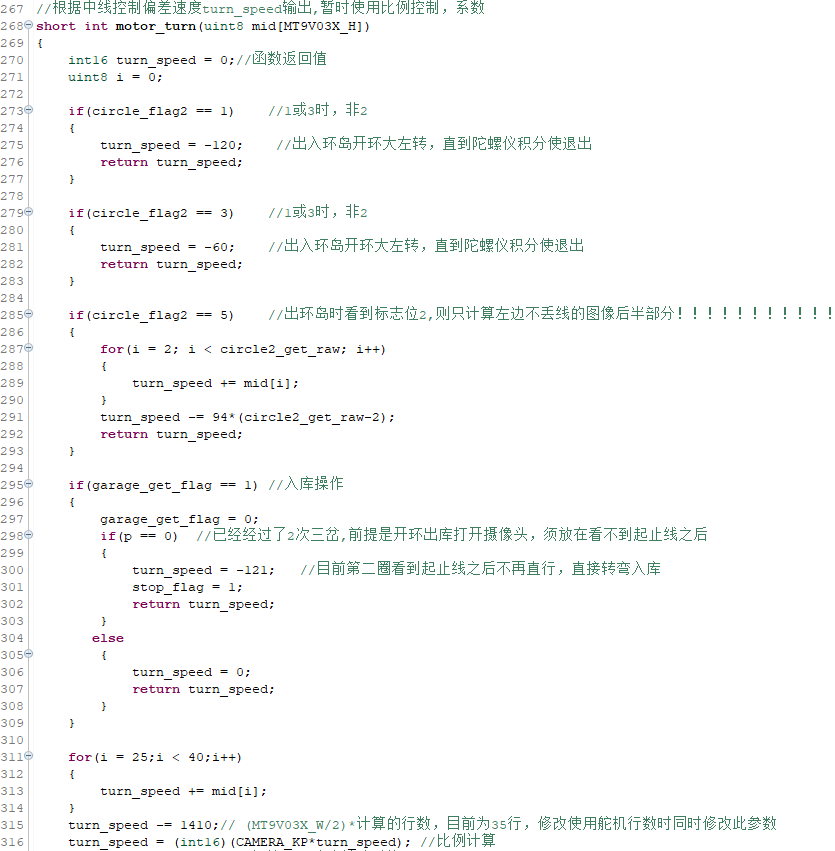 267 //根据中线控制偏差速度turn_speed输出,暂时使用比例控制，系数
268 short int motor_turn(uint8 mid[MT9V03X_H])
269 {
270     int16 turn_speed = 0;//函数返回值
271     uint8 i = 0;
272
273     if(circle_flag2 == 1)    //1或3时，非2
274     {
275         turn_speed = -120;    //出入环岛开环大左转，直到陀螺仪积分使退出
276         return turn_speed;
277     }
278
279     if(circle_flag2 == 3)    //1或3时，非2
280     {
281         turn_speed = -60;    //出入环岛开环大左转，直到陀螺仪积分使退出
282         return turn_speed;
283     }
284
285     if(circle_flag2 == 5)    //出环岛时看到标志位2,则只计算左边不丢线的图像后半部分！！！！！！！！！！！
286     {
287         for(i = 2; i < circle2_get_raw; i++)
288         {
289             turn_speed += mid[i];
290         }
291         turn_speed -= 94*(circle2_get_raw-2);
292         return turn_speed;
293     }
294
295     if(garage_get_flag == 1) //入库操作
296     {
297         garage_get_flag = 0;
298         if(p == 0)  //已经经过了2次三岔,前提是开环出库打开摄像头，须放在看不到起止线之后
299         {
300             turn_speed = -121;   //目前第二圈看到起止线之后不再直行，直接转弯入库
301             stop_flag = 1;
302             return turn_speed;
303         }
304        else
305         {
306             turn_speed = 0;
307             return turn_speed;
308         }
309     }
310
311     for(i = 25;i < 40;i++)
312     {
313         turn_speed += mid[i];
314     }
315     turn_speed -= 1410;// (MT9V03X_W/2)*计算的行数，目前为35行，修改使用舵机行数时同时修改此参数
316     turn_speed = (int16)(CAMERA_KP*turn_speed); //比例计算